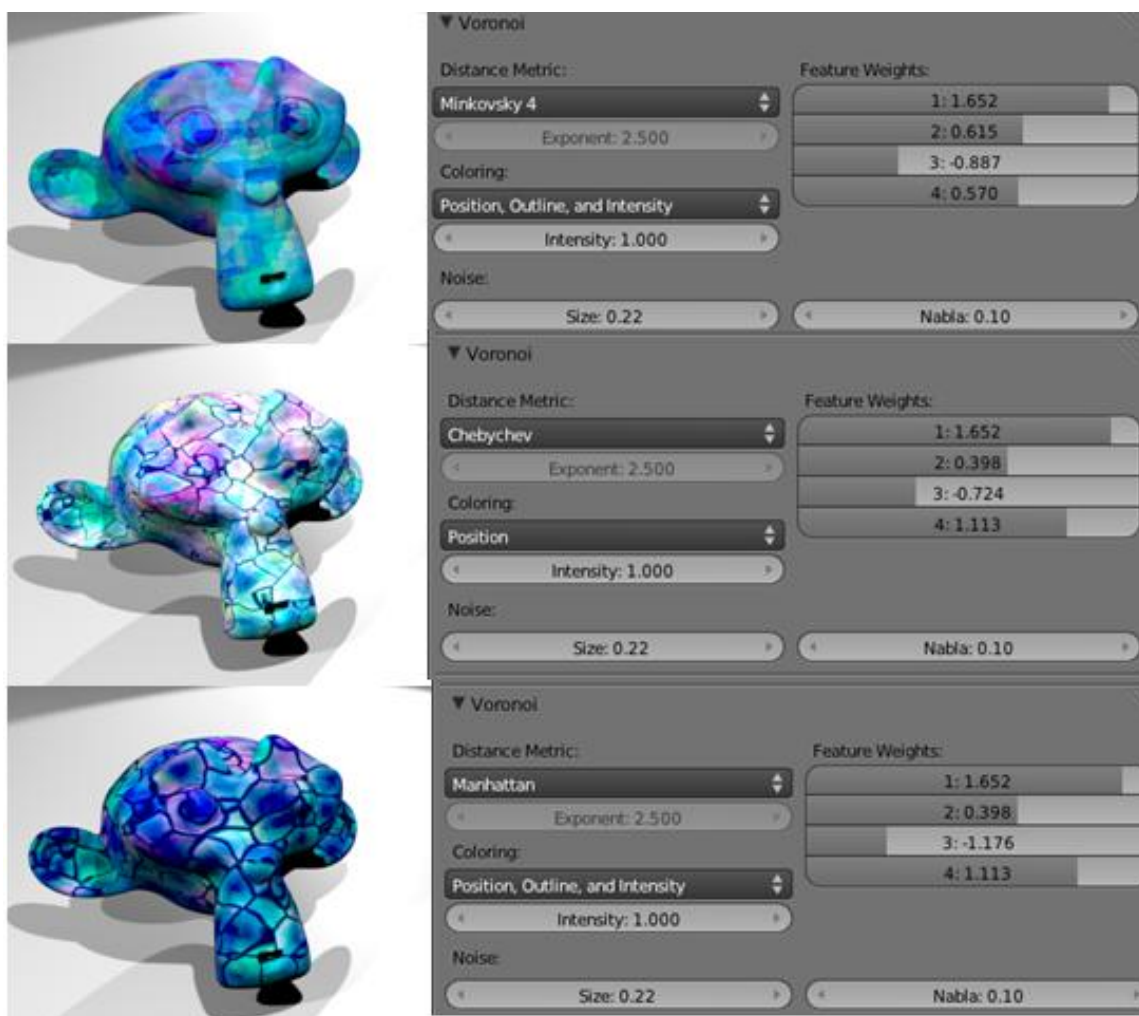 Voronoi
Distance Metric:
Feature Weights:
Minkovsky 4
1: 1.652
Exponent: 2.500
2: 0.615
3: -0.887
Coloring:
4: 0.570
Position, Outline, and Intensity
Intensity: 1.000
Noise:
Size: 0.22
Nabla: 0.10
Voronoi
Distance Metric:
Feature Weights:
Chebychev
1: 1.652
Exponent: 2.500
2: 0.398
3: -0.724
Coloring:
4: 1.113
Position
Intensity: 1.000
Noise:
Size: 0.22
Nabla: 0.10
Voronoi
Distance Metric:
Feature Weights:
Manhattan
1: 1.652
Exponent: 2.500
2: 0.398
3: -1.176
Coloring:
4: 1.113
Position, Outline, and Intensity
Intensity: 1.000
Noise:
Size: 0.22
Nabla: 0.10